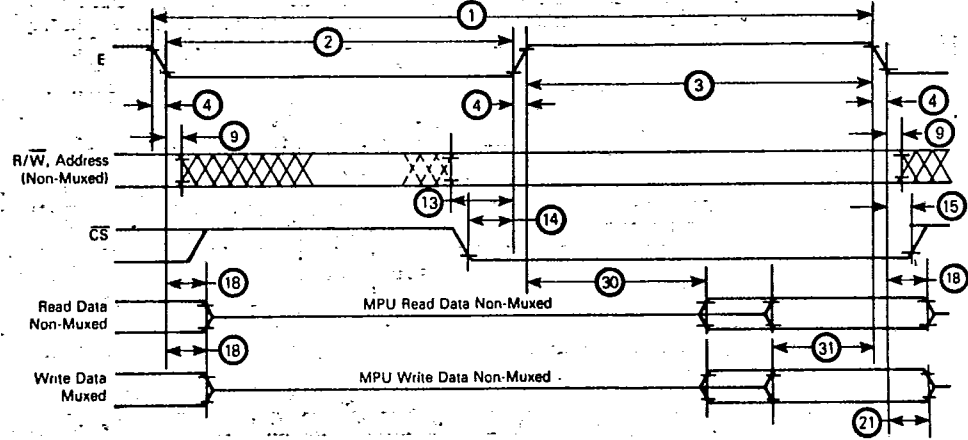 1
2
E
3
4
4
4
9
9
R/W̅, Address
(Non-Muxed)
13
14
15
C̅S̅
18
30
18
Read Data
Non-Muxed
MPU Read Data Non-Muxed
18
31
Write Data
Muxed
MPU Write Data Non-Muxed
21